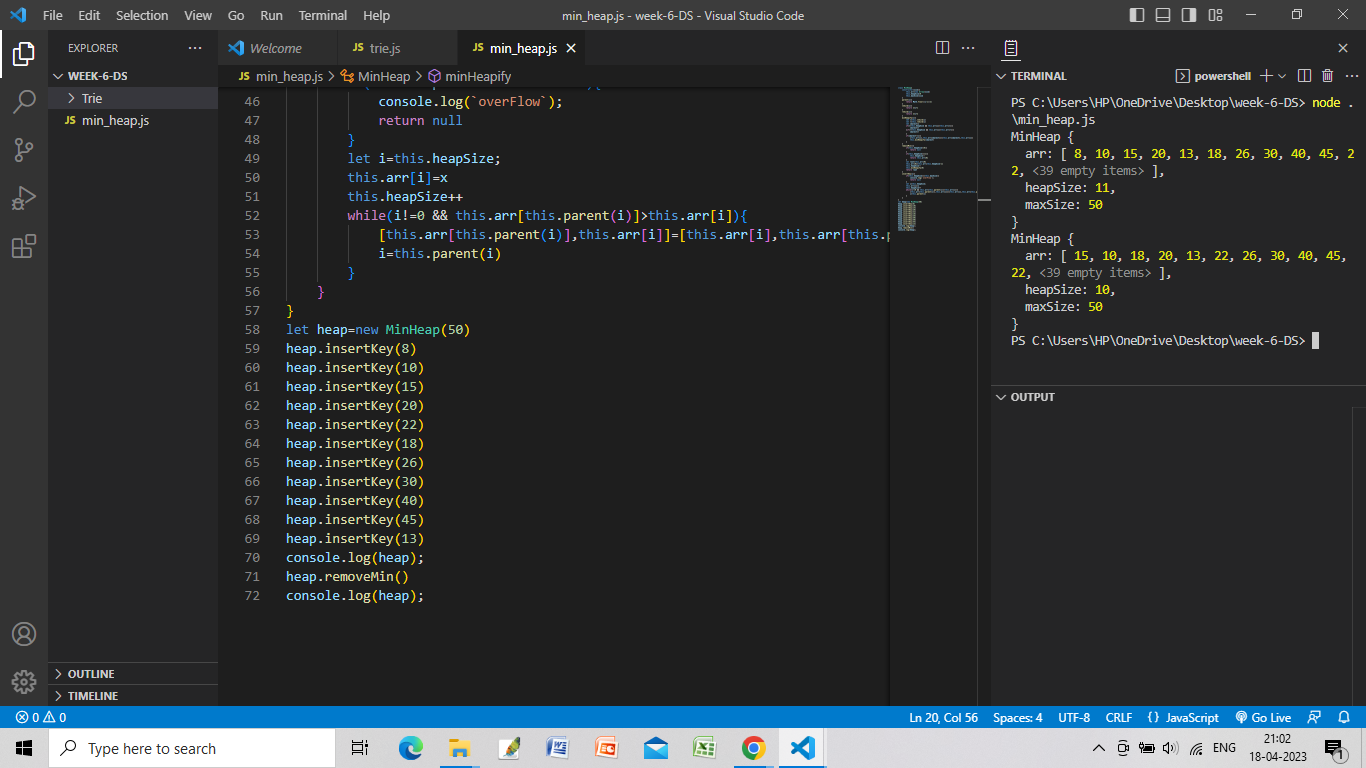 File Edit Selection View Go Run Terminal Help min_heap.js - week-6-DS - Visual Studio Code
EXPLORER
WEEK-6-DS
Trie
JS min_heap.js
OUTLINE
TIMELINE
Welcome JS trie.js JS min_heap.js
JS min_heap.js > MinHeap > minHeapify
46 console.log(`overFlow`);
47 return null
48 }
49 let i=this.heapSize;
50 this.arr[i]=x
51 this.heapSize++
52 while(i!=0 && this.arr[this.parent(i)]>this.arr[i]){
53 [this.arr[this.parent(i)],this.arr[i]]=[this.arr[i],this.arr[this.p
54 i=this.parent(i)
55 }
56 }
57 }
58 let heap=new MinHeap(50)
59 heap.insertKey(8)
60 heap.insertKey(10)
61 heap.insertKey(15)
62 heap.insertKey(20)
63 heap.insertKey(22)
64 heap.insertKey(18)
65 heap.insertKey(26)
66 heap.insertKey(30)
67 heap.insertKey(40)
68 heap.insertKey(45)
69 heap.insertKey(13)
70 console.log(heap);
71 heap.removeMin()
72 console.log(heap);
TERMINAL powershell
PS C:\Users\HP\OneDrive\Desktop\week-6-DS> node .
\min_heap.js
MinHeap {
arr: [ 8, 10, 15, 20, 13, 18, 26, 30, 40, 45, 2
2, <39 empty items> ],
heapSize: 11,
maxSize: 50
}
MinHeap {
arr: [ 15, 10, 18, 20, 13, 22, 26, 30, 40, 45,
22, <39 empty items> ],
heapSize: 10,
maxSize: 50
}
PS C:\Users\HP\OneDrive\Desktop\week-6-DS>
OUTPUT
0 0 Ln 20, Col 56 Spaces: 4 UTF-8 CRLF {} JavaScript Go Live
Type here to search
ENG
21:02
18-04-2023
1